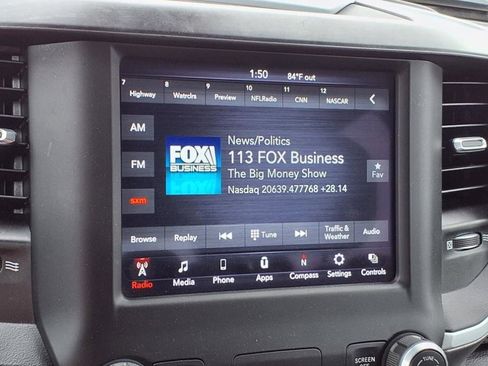 1:50 84°F out
7 8 9 10 11 12
Highway Watrclrs Preview NFLRadio CNN NASCAR
AM
FM
sxm
FOX
BUSINESS
News/Politics
113 FOX Business
The Big Money Show
Nasdaq 20639.477768 +28.14
Fav
Browse Replay Tune Traffic & Weather Audio
Radio Media Phone Apps Compass Settings Controls
N
SCREEN
OFF
TUNE